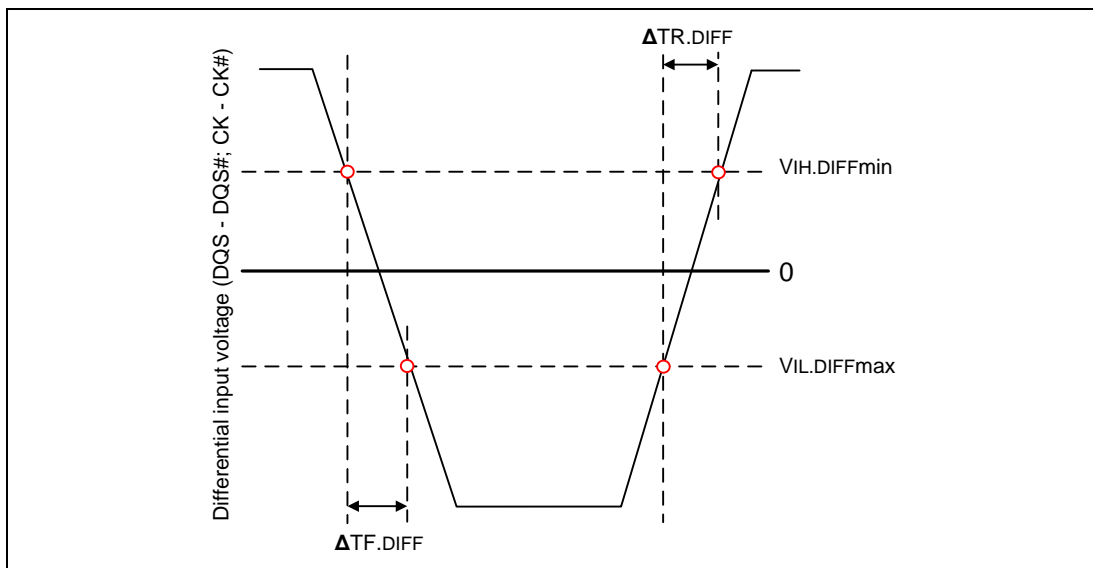 ΔTR.DIFF
Differential input voltage (DQS - DQS#; CK - CK#)
VIH.DIFFmin
0
VIL.DIFFmax
ΔTF.DIFF